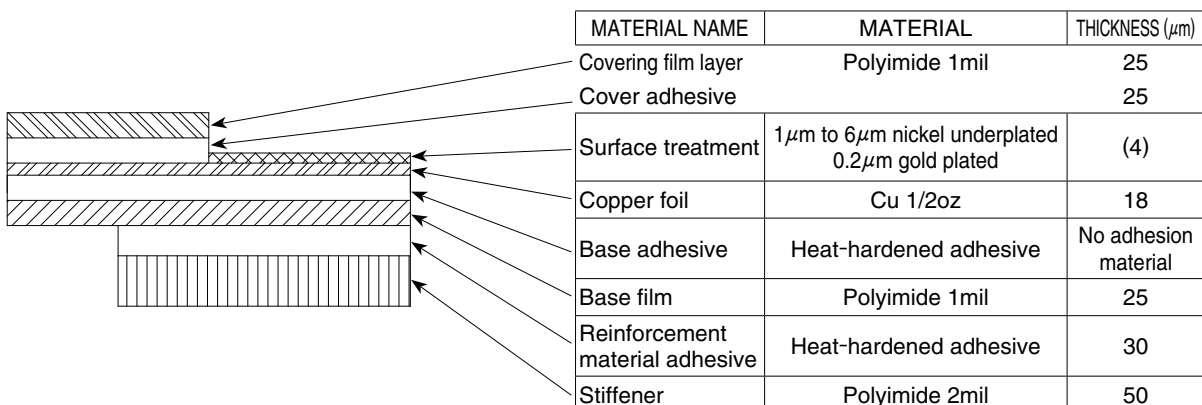 MATERIAL NAME MATERIAL THICKNESS (μm)
Covering film layer Polyimide 1mil 25
Cover adhesive 25
Surface treatment 1μm to 6μm nickel underplated
0.2μm gold plated (4)
Copper foil Cu 1/2oz 18
Base adhesive Heat-hardened adhesive No adhesion
material
Base film Polyimide 1mil 25
Reinforcement
material adhesive Heat-hardened adhesive 30
Stiffener Polyimide 2mil 50